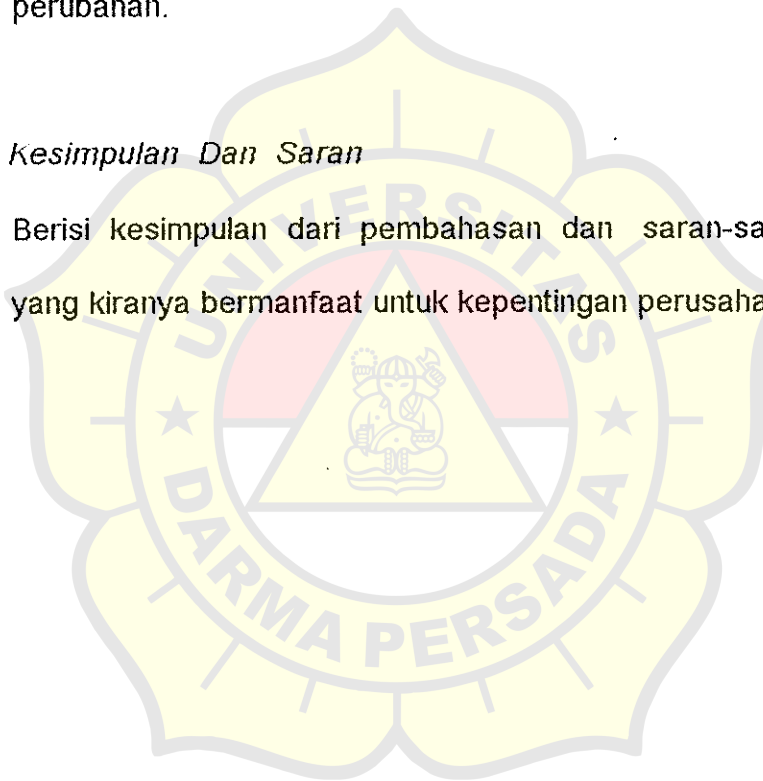 perubahan.
Kesimpulan Dan Saran
Berisi kesimpulan dari pembahasan dan saran-sa
yang kiranya bermanfaat untuk kepentingan perusaha
UNIVERSITAS
DARMA PERSADA